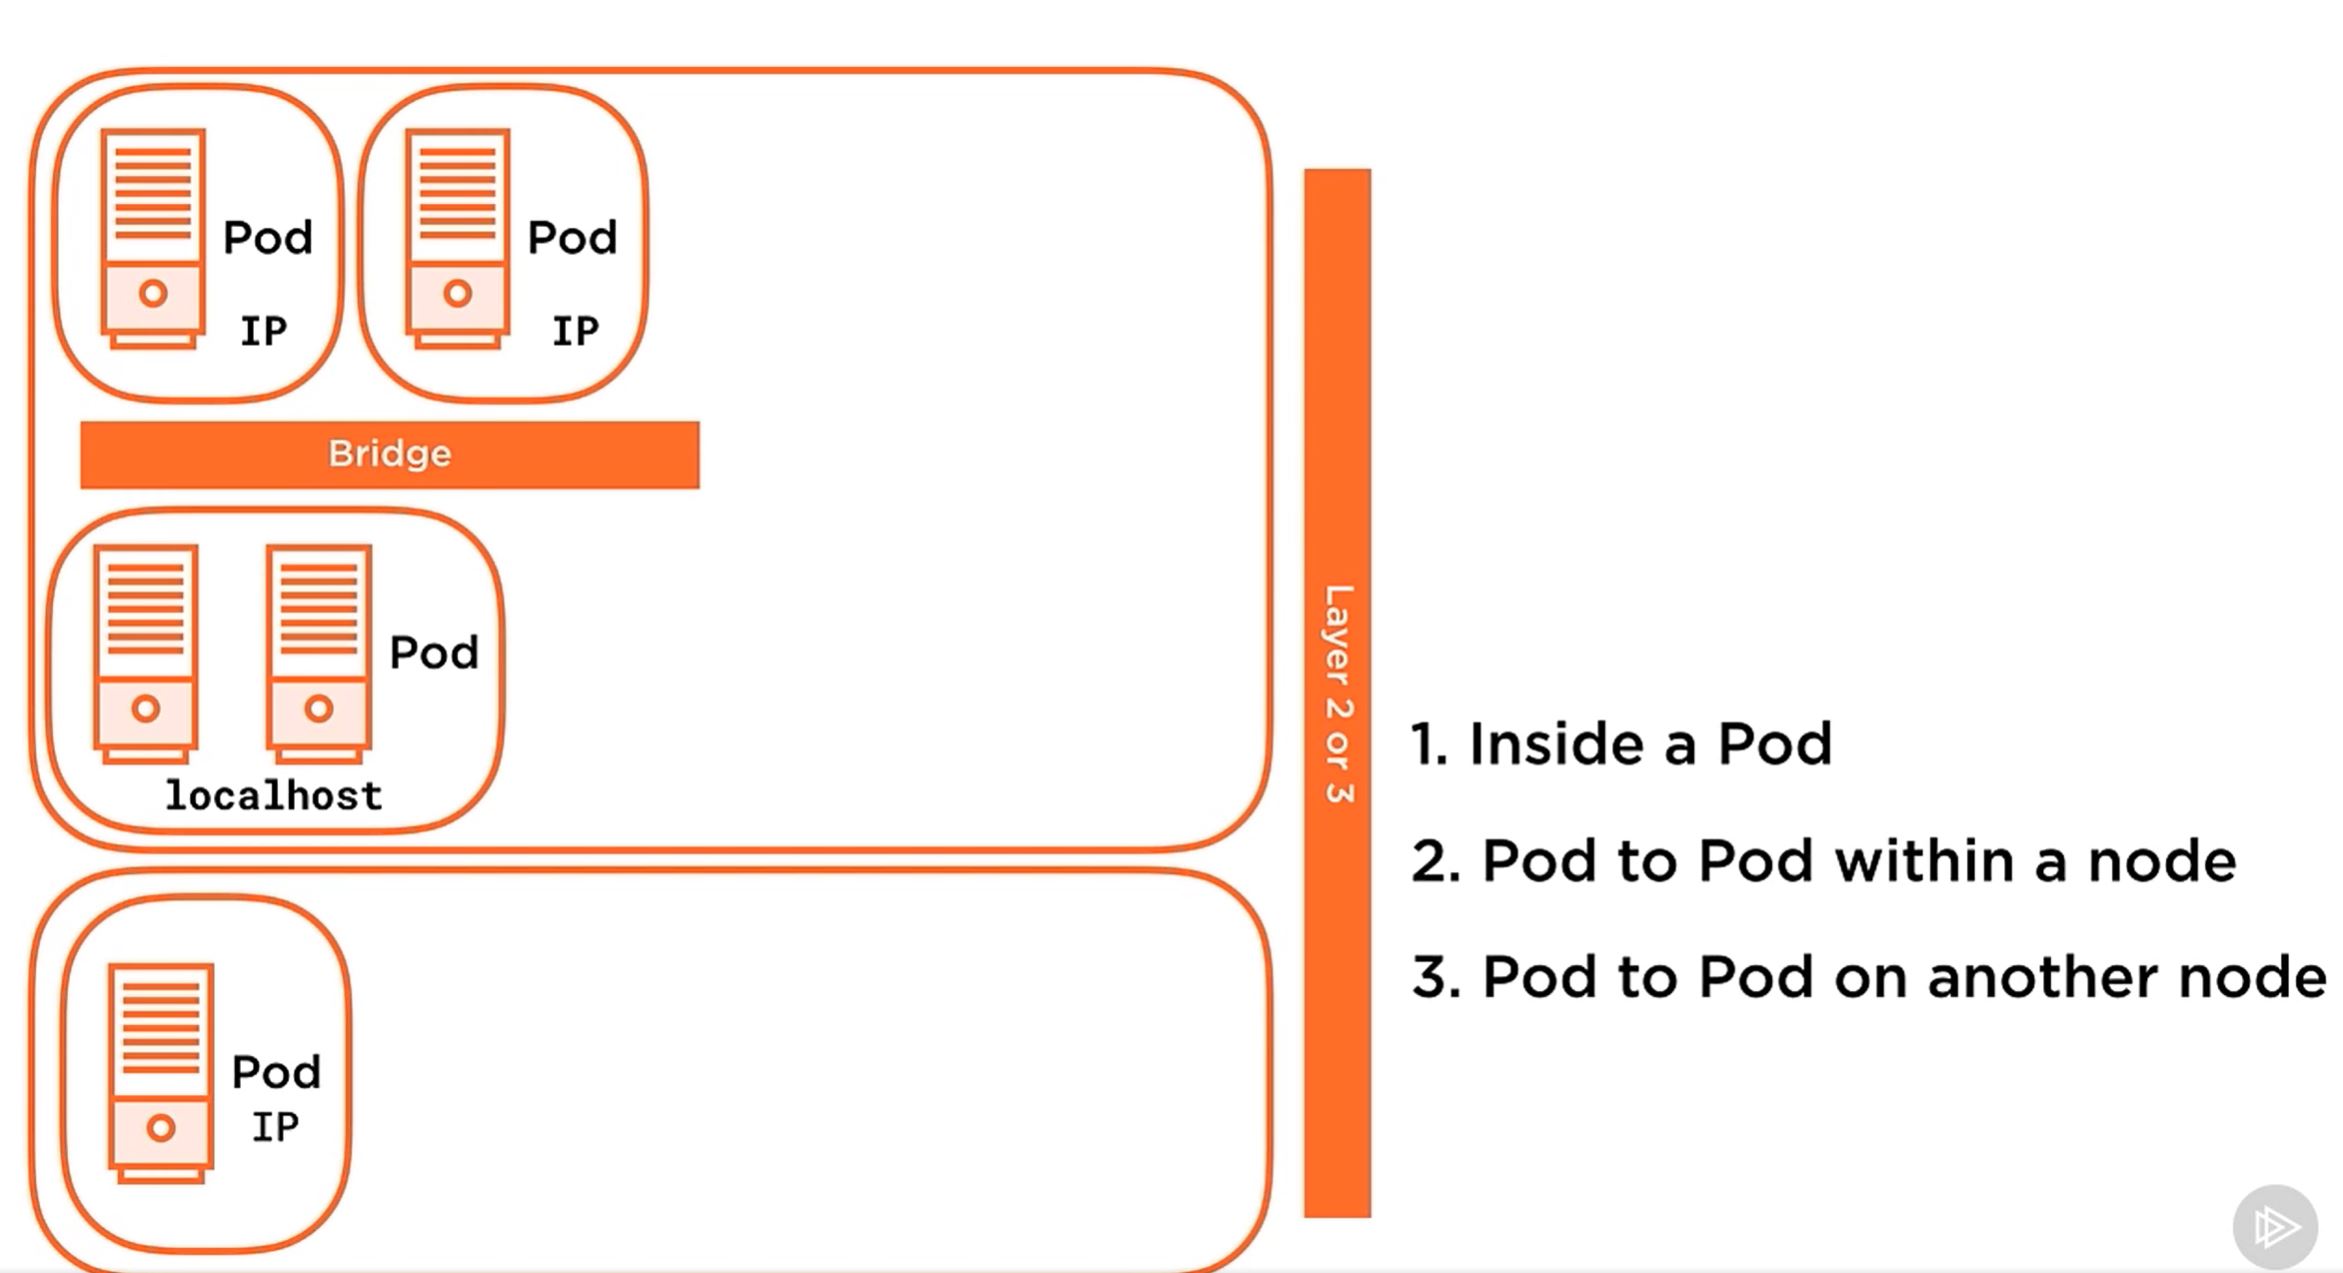 Pod
IP
Pod
IP
Bridge
Pod
localhost
Pod
IP
Layer 2 or 3
1. Inside a Pod
2. Pod to Pod within a node
3. Pod to Pod on another node